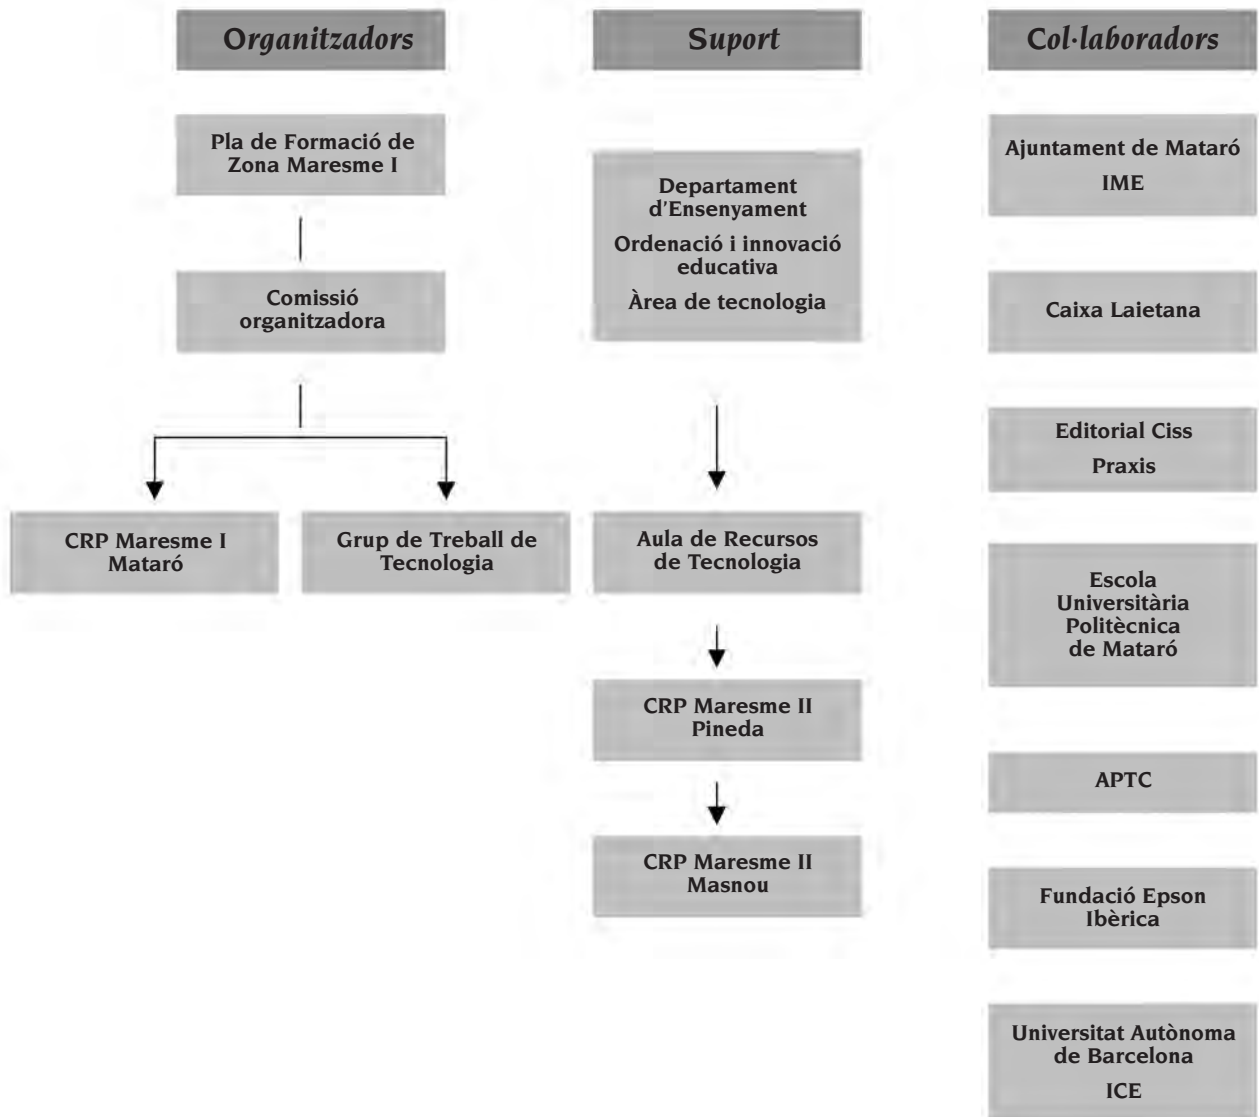 Organitzadors
Pla de Formació de
Zona Maresme I
Comissió
organitzadora
CRP Maresme I
Mataró
Grup de Treball de
Tecnologia
Suport
Departament
d'Ensenyament
Ordenació i innovació
educativa
Àrea de tecnologia
Aula de Recursos
de Tecnologia
CRP Maresme II
Pineda
CRP Maresme II
Masnou
Col·laboradors
Ajuntament de Mataró
IME
Caixa Laietana
Editorial Ciss
Praxis
Escola
Universitària
Politècnica
de Mataró
APTC
Fundació Epson
Ibèrica
Universitat Autònoma
de Barcelona
ICE